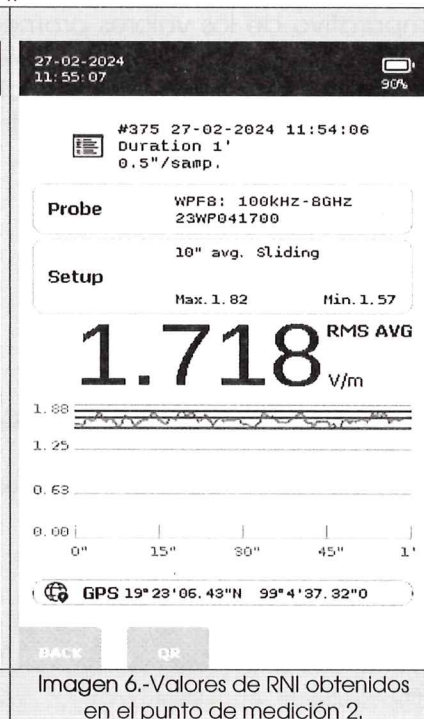 27-02-2024
11:55:07
90%
#375 27-02-2024 11:54:06
Duration 1'
0.5"/samp.
Probe
WPF8: 100kHz-8GHz
23WP041700
Setup
10" avg. Sliding
Max.1.82 Min.1.57
1.718 RMS AVG
V/m
1.88
1.25
0.63
0.00
0" 15" 30" 45" 1'
GPS 19°23'06.43"N 99°4'37.32"O
BACK QR
Imagen 6.-Valores de RNI obtenidos
en el punto de medición 2.